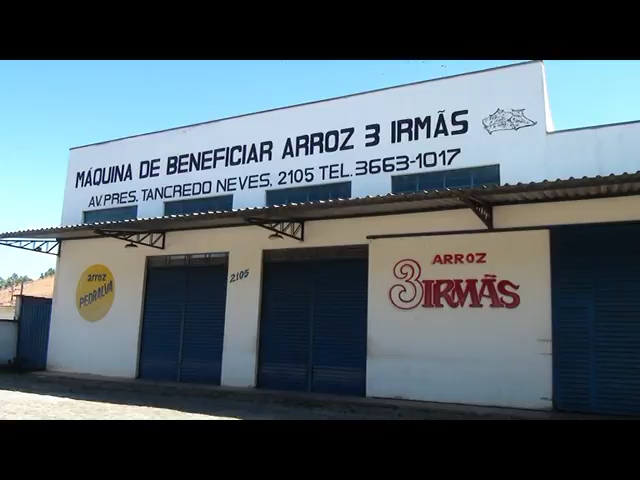 MÁQUINA DE BENEFICIAR ARROZ 3 IRMÃS
AV. PRES. TANCREDO NEVES, 2105 TEL. 3663-1017
ARROZ
PEDRALVA
2105
ARROZ
3 IRMÃS